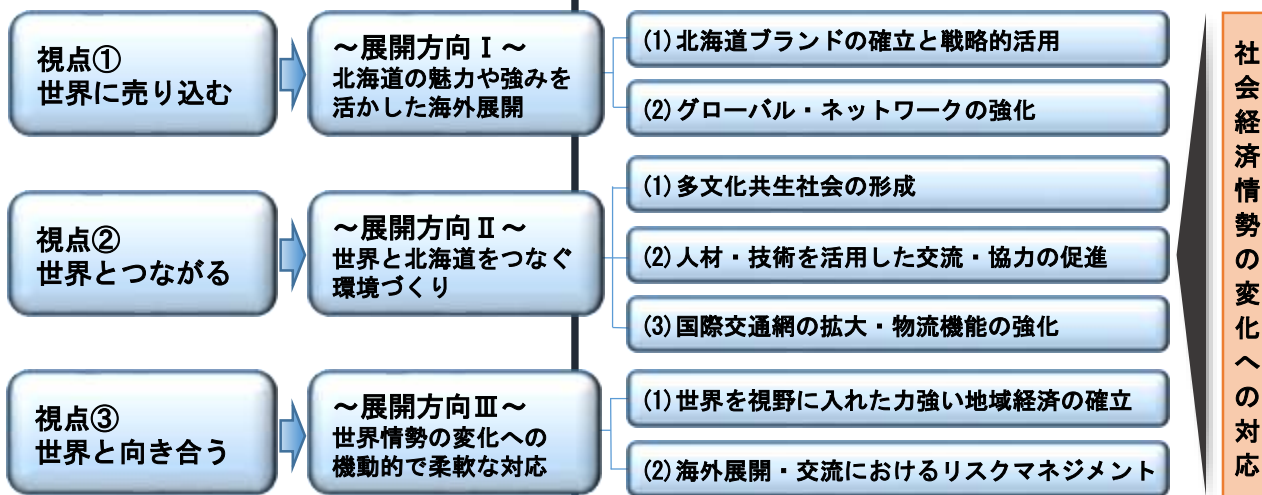 視点①
世界に売り込む
～展開方向Ⅰ～
北海道の魅力や強みを
活かした海外展開
(1)北海道ブランドの確立と戦略的活用
(2)グローバル・ネットワークの強化
視点②
世界とつながる
～展開方向Ⅱ～
世界と北海道をつなぐ
環境づくり
(1)多文化共生社会の形成
(2)人材・技術を活用した交流・協力の促進
(3)国際交通網の拡大・物流機能の強化
視点③
世界と向き合う
～展開方向Ⅲ～
世界情勢の変化への
機動的で柔軟な対応
(1)世界を視野に入れた力強い地域経済の確立
(2)海外展開・交流におけるリスクマネジメント
社会経済情勢の変化への対応